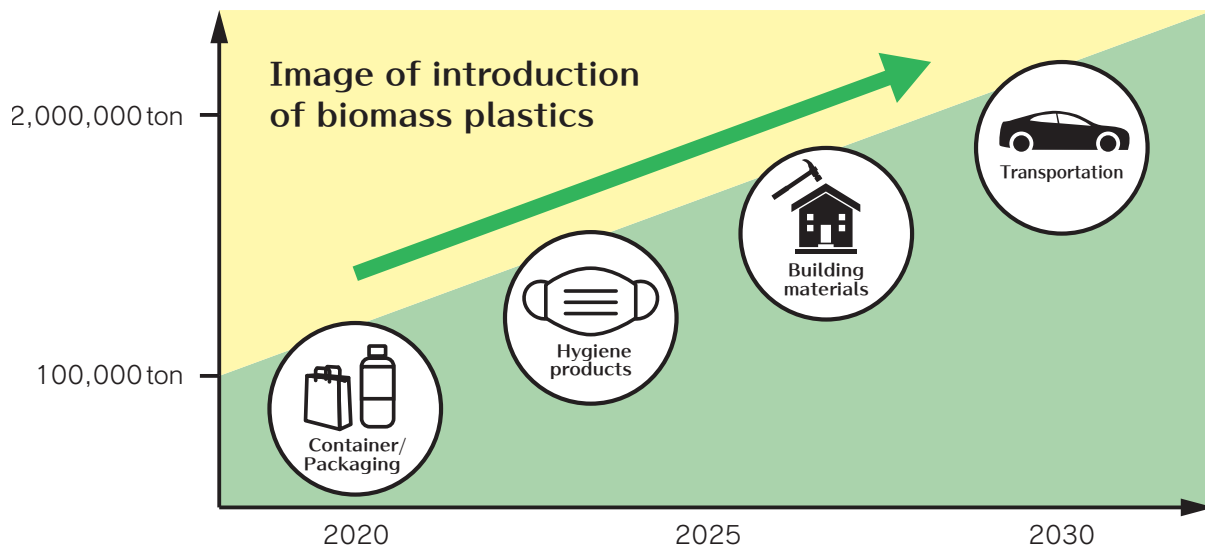 Image of introduction
of biomass plastics
2,000,000 ton
100,000 ton
Transportation
Building
materials
Hygiene
products
Container/
Packaging
2020
2025
2030